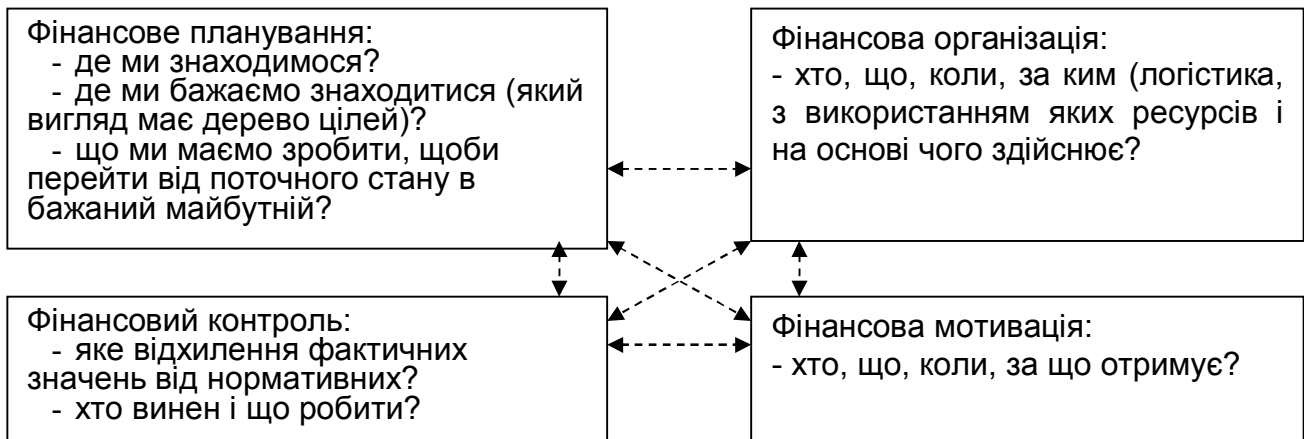 Фінансове планування:
- де ми знаходимося?
- де ми бажаємо знаходитися (який
вигляд має дерево цілей)?
- що ми маємо зробити, щоби
перейти від поточного стану в
бажаний майбутній?
Фінансова організація:
- хто, що, коли, за ким (логістика,
з використанням яких ресурсів і
на основі чого здійснює?
Фінансовий контроль:
- яке відхилення фактичних
значень від нормативних?
- хто винен і що робити?
Фінансова мотивація:
- хто, що, коли, за що отримує?